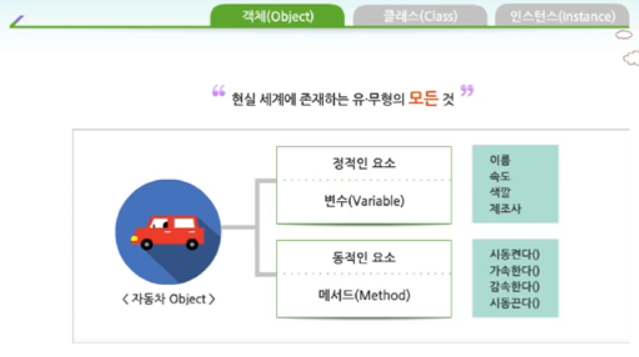 객체(Object)
클래스(Class)
인스턴스(Instance)
“ 현실 세계에 존재하는 유·무형의 모든 것 ”
정적인 요소
변수(Variable)
이름
속도
색깔
제조사
< 자동차 Object >
동적인 요소
메서드(Method)
시동켠다()
가속한다()
감속한다()
시동끈다()